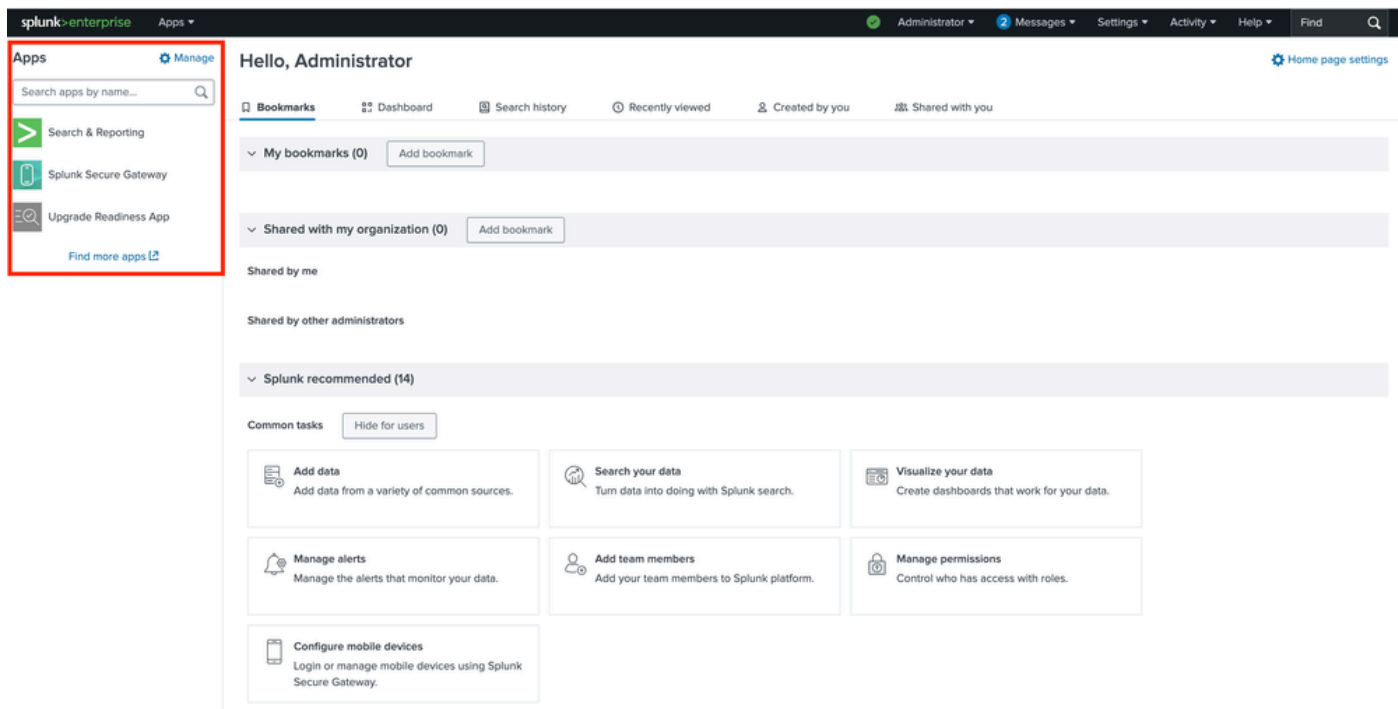 splunk>enterprise Apps Administrator 2 Messages Settings Activity Help Find
Apps Manage
Search apps by name...
Search & Reporting
Splunk Secure Gateway
Upgrade Readiness App
Find more apps
Hello, Administrator
Home page settings
Bookmarks Dashboard Search history Recently viewed Created by you Shared with you
My bookmarks (0) Add bookmark
Shared with my organization (0) Add bookmark
Shared by me
Shared by other administrators
Splunk recommended (14)
Common tasks Hide for users
Add data
Add data from a variety of common sources.
Search your data
Turn data into doing with Splunk search.
Visualize your data
Create dashboards that work for your data.
Manage alerts
Manage the alerts that monitor your data.
Add team members
Add your team members to Splunk platform.
Manage permissions
Control who has access with roles.
Configure mobile devices
Login or manage mobile devices using Splunk
Secure Gateway.